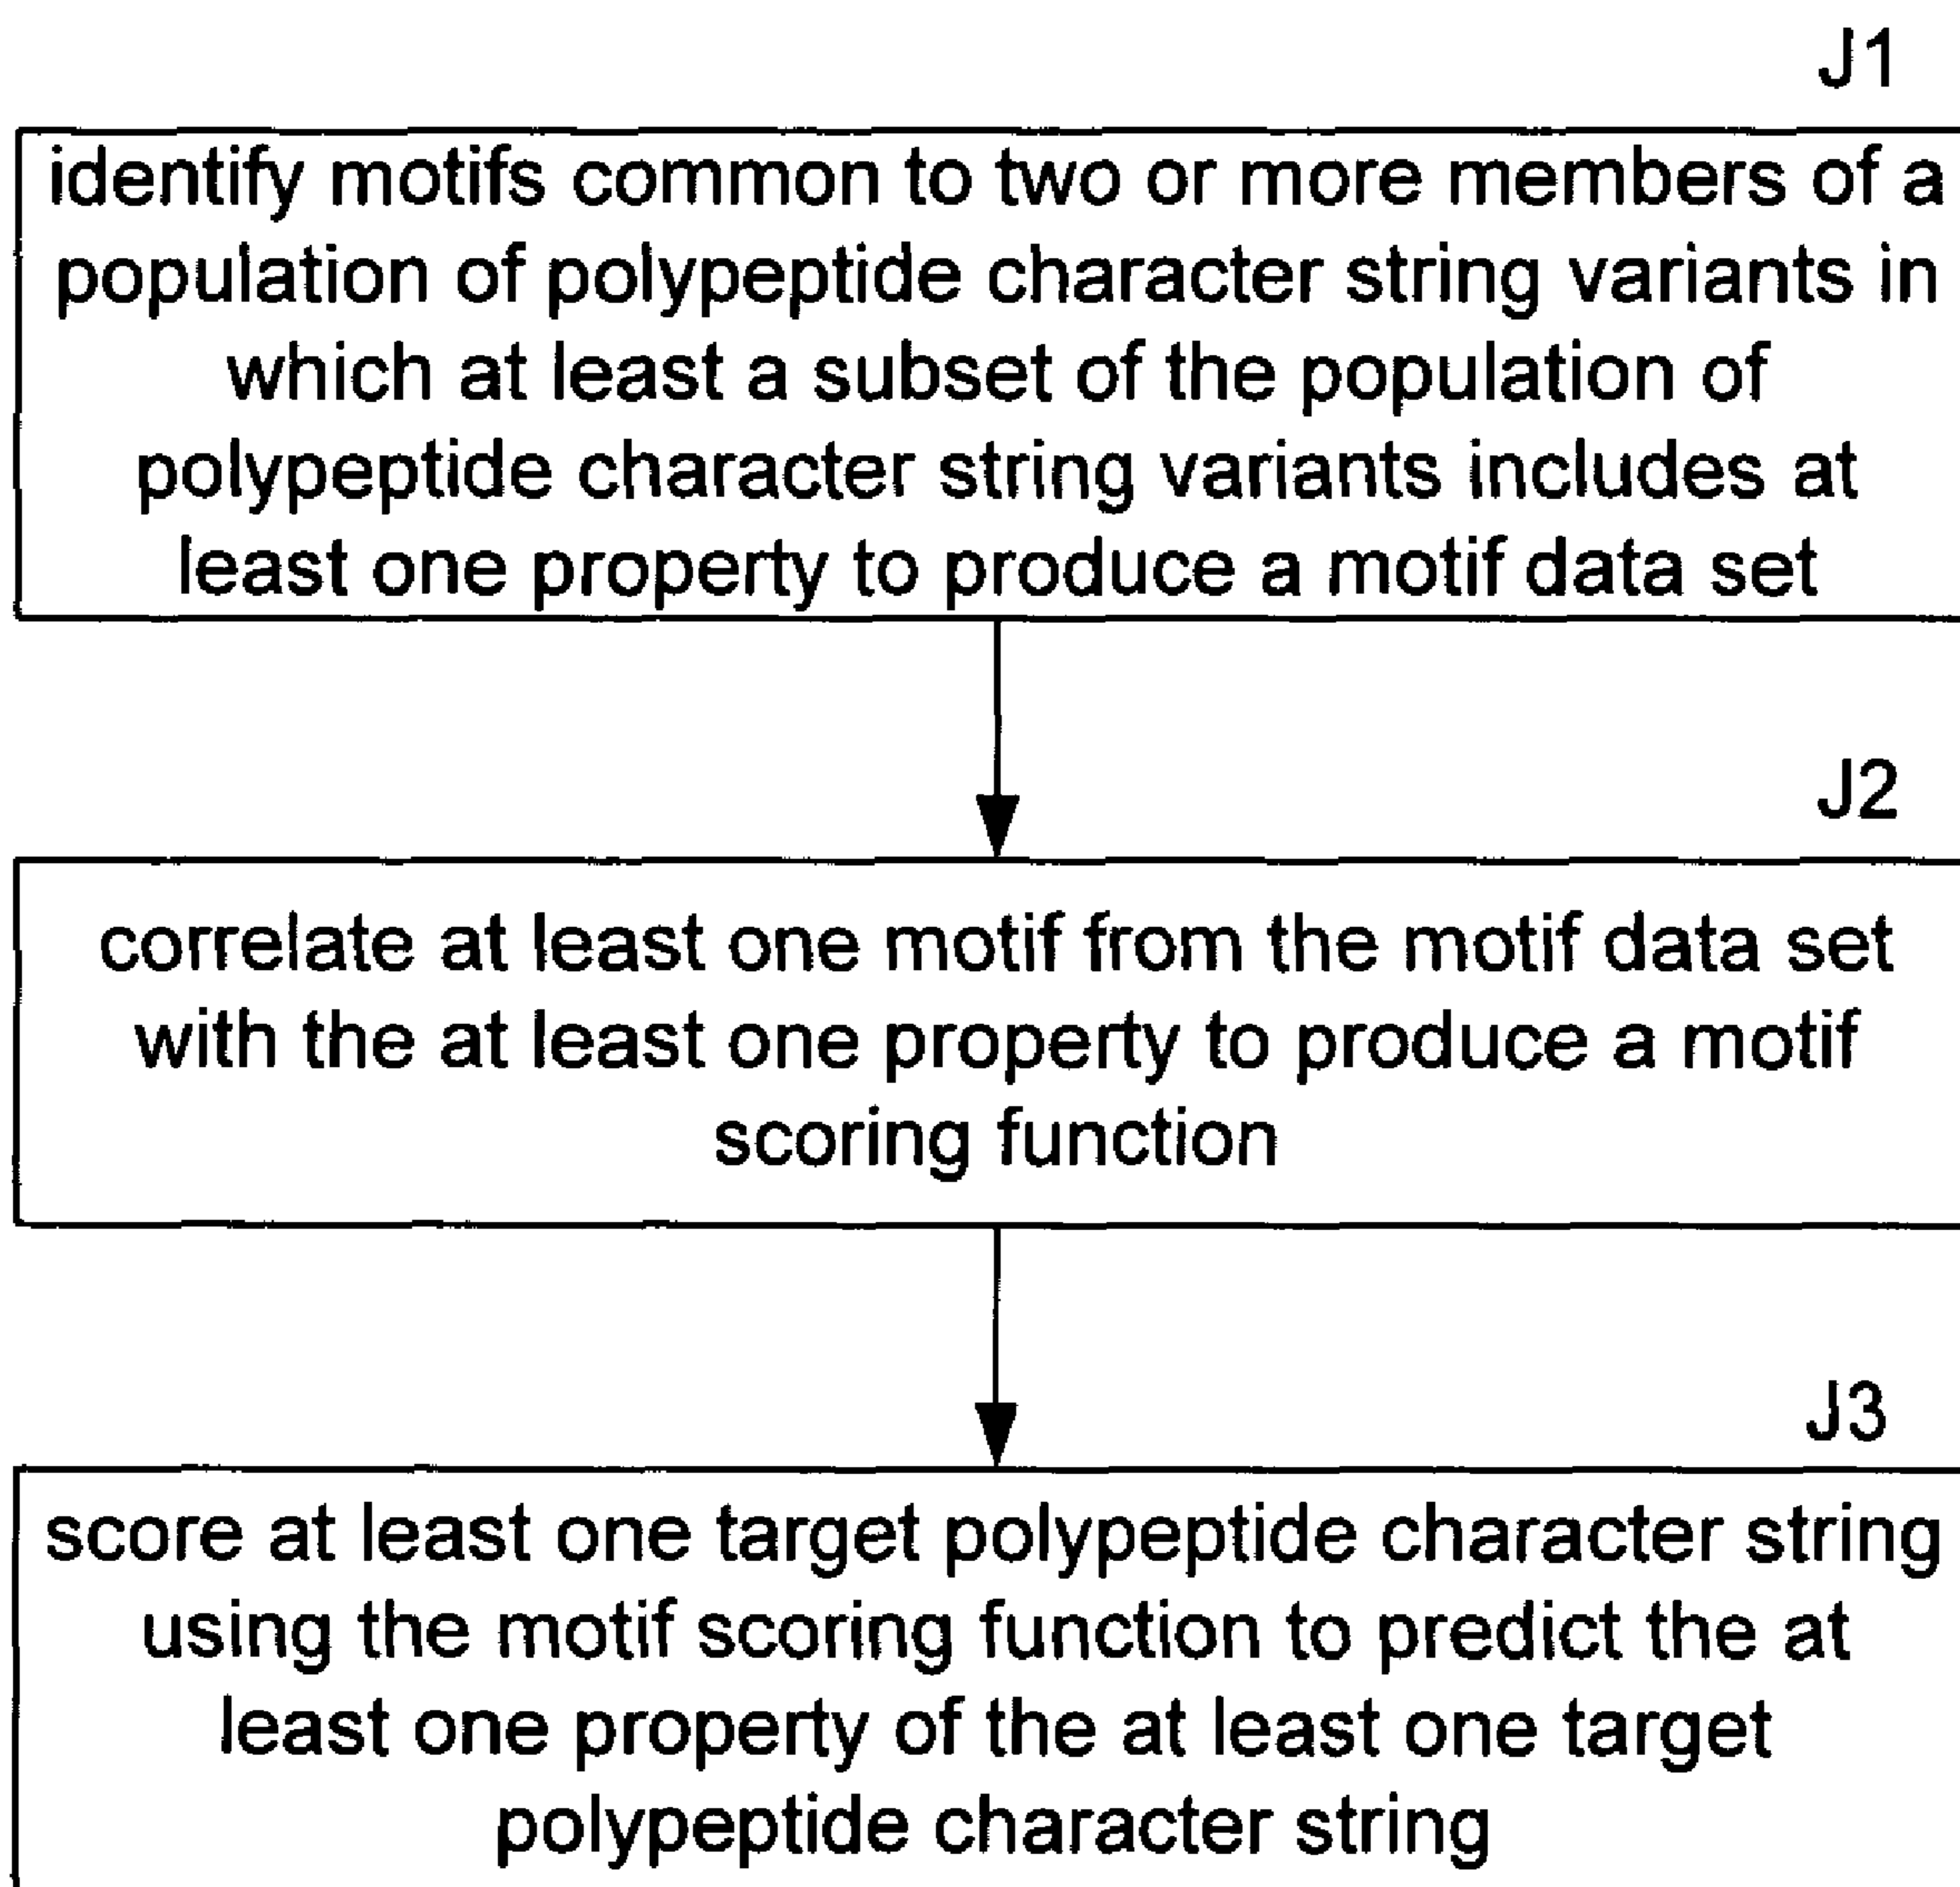 J1
identify motifs common to two or more members of a
population of polypeptide character string variants in
which at least a subset of the population of
polypeptide character string variants includes at
least one property to produce a motif data set
J2
correlate at least one motif from the motif data set
with the at least one property to produce a motif
scoring function
J3
score at least one target polypeptide character string
using the motif scoring function to predict the at
least one property of the at least one target
polypeptide character string